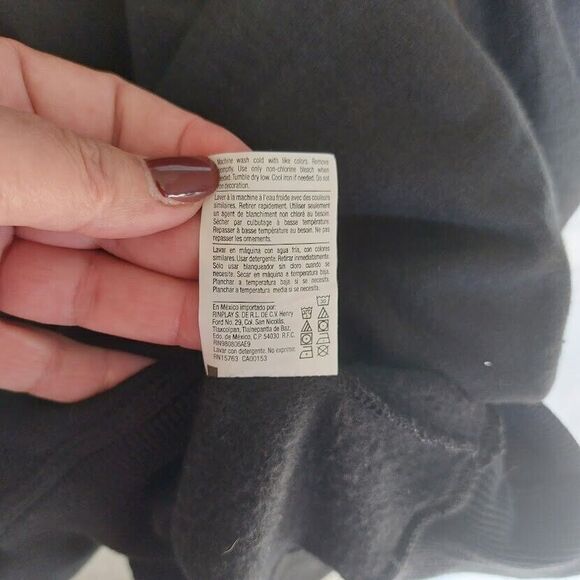 Machine wash cold with like colors. Remove
promptly. Use only non-chlorine bleach when
needed. Tumble dry low. Cool iron if needed. Do not
decoration.
Laver à la machine à l'eau froide avec des couleurs
similaires. Retirer rapidement. Utiliser seulement
un agent de blanchiment non chloré au besoin.
Sécher par culbutage à basse température.
Repasser à basse température au besoin. Ne pas
repasser les ornements.
Lavar en máquina con agua fría, con colores
similares. Usar detergente. Retirar inmediatamente.
Sólo usar blanqueador sin cloro cuando se
necesite. Secar en máquina a temperatura baja.
Planchar a temperatura baja si se necesita.
Planchar a temperatura media si se necesita.
En México importado por:
RINPLAY S. DE R.L. DE C.V. Henry
Ford No. 29, Col. San Nicolás,
Tlaxcolpan, Tlalnepantla de Baz,
Edo. de México, C.P. 54030. R.F.C.
RIN980806AE9
Lavar con detergente. No exprimir.
RN15763 CA00153
30